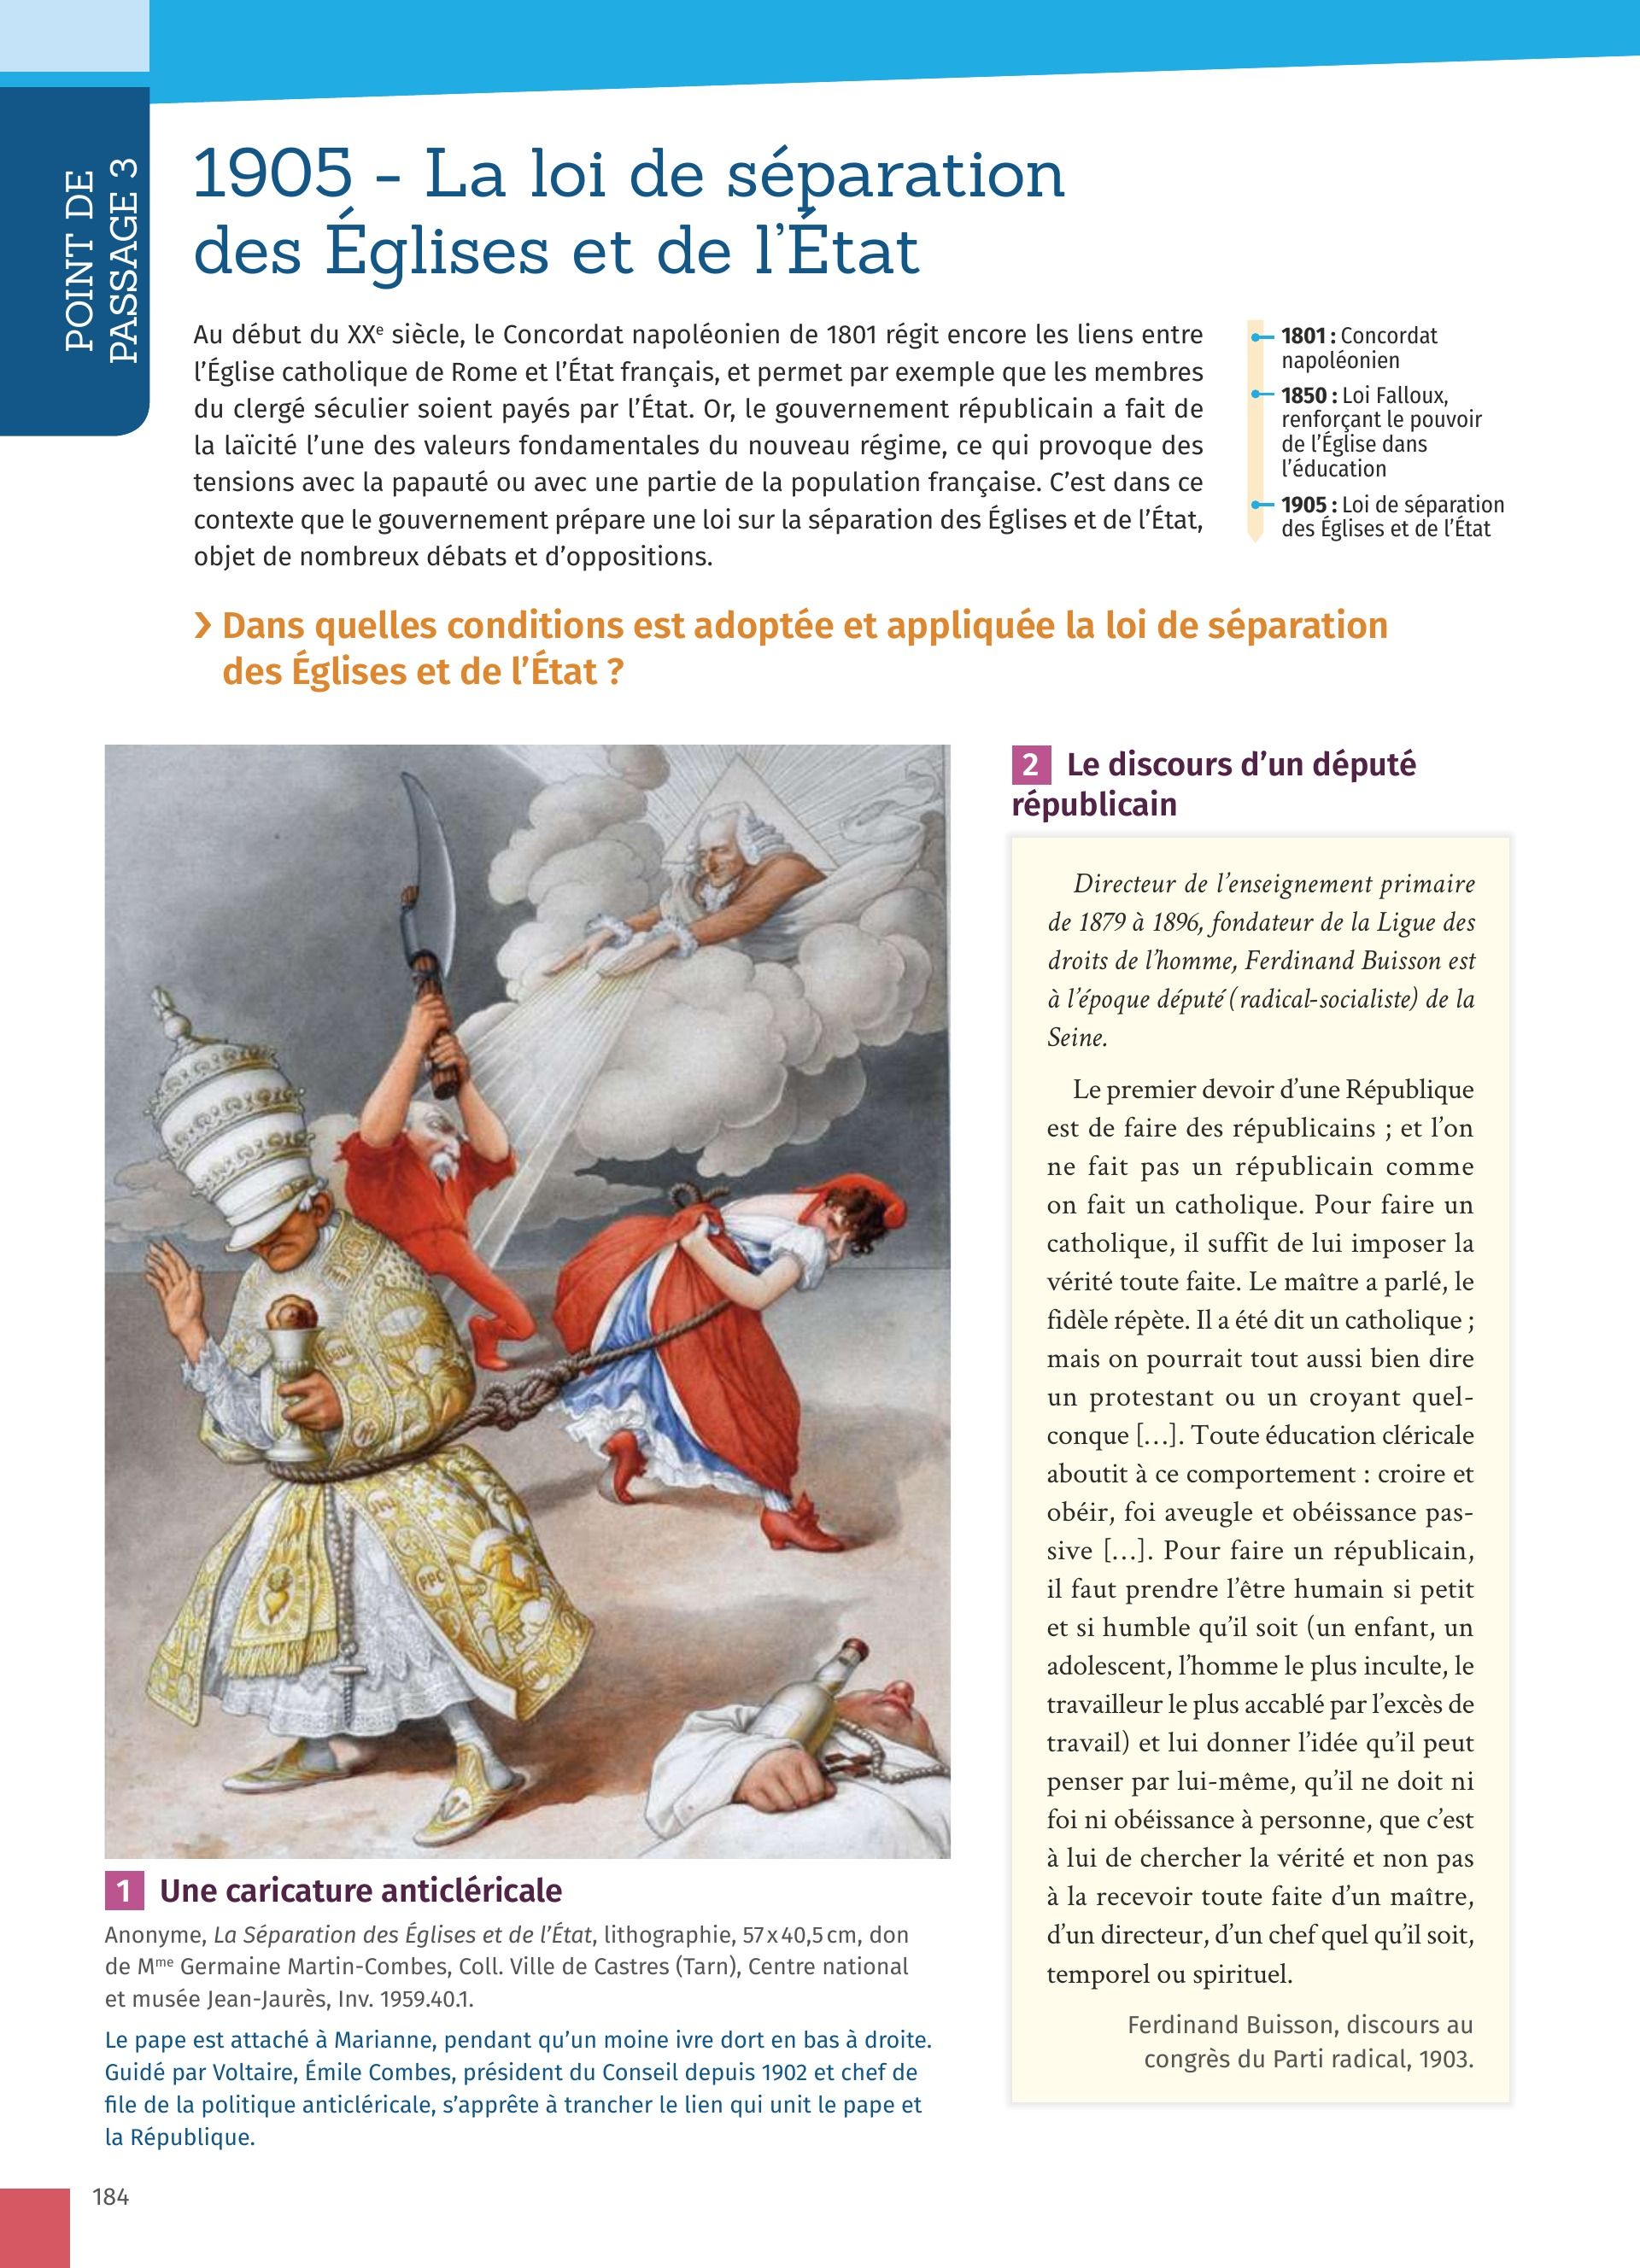 POINT DE
PASSAGE 3
1905 - La loi de séparation
des Églises et de l’État
Au début du XXe siècle, le Concordat napoléonien de 1801 régit encore les liens entre
l’Église catholique de Rome et l’État français, et permet par exemple que les membres
du clergé séculier soient payés par l’État. Or, le gouvernement républicain a fait de
la laïcité l’une des valeurs fondamentales du nouveau régime, ce qui provoque des
tensions avec la papauté ou avec une partie de la population française. C’est dans ce
contexte que le gouvernement prépare une loi sur la séparation des Églises et de l’État,
objet de nombreux débats et d’oppositions.
1801 : Concordat
napoléonien
1850 : Loi Falloux,
renforçant le pouvoir
de l’Église dans
l’éducation
1905 : Loi de séparation
des Églises et de l’État
› Dans quelles conditions est adoptée et appliquée la loi de séparation
des Églises et de l’État ?
1 Une caricature anticléricale
Anonyme, La Séparation des Églises et de l’État, lithographie, 57 x 40,5 cm, don
de Mme Germaine Martin-Combes, Coll. Ville de Castres (Tarn), Centre national
et musée Jean-Jaurès, Inv. 1959.40.1.
Le pape est attaché à Marianne, pendant qu’un moine ivre dort en bas à droite.
Guidé par Voltaire, Émile Combes, président du Conseil depuis 1902 et chef de
file de la politique anticléricale, s’apprête à trancher le lien qui unit le pape et
la République.
2 Le discours d’un député
républicain
Directeur de l’enseignement primaire
de 1879 à 1896, fondateur de la Ligue des
droits de l’homme, Ferdinand Buisson est
à l’époque député (radical-socialiste) de la
Seine.
Le premier devoir d’une République
est de faire des républicains ; et l’on
ne fait pas un républicain comme
on fait un catholique. Pour faire un
catholique, il suffit de lui imposer la
vérité toute faite. Le maître a parlé, le
fidèle répète. Il a été dit un catholique ;
mais on pourrait tout aussi bien dire
un protestant ou un croyant quel-
conque […]. Toute éducation cléricale
aboutit à ce comportement : croire et
obéir, foi aveugle et obéissance pas-
sive […]. Pour faire un républicain,
il faut prendre l’être humain si petit
et si humble qu’il soit (un enfant, un
adolescent, l’homme le plus inculte, le
travailleur le plus accablé par l’excès de
travail) et lui donner l’idée qu’il peut
penser par lui-même, qu’il ne doit ni
foi ni obéissance à personne, que c’est
à lui de chercher la vérité et non pas
à la recevoir toute faite d’un maître,
d’un directeur, d’un chef quel qu’il soit,
temporel ou spirituel.
Ferdinand Buisson, discours au
congrès du Parti radical, 1903.
184